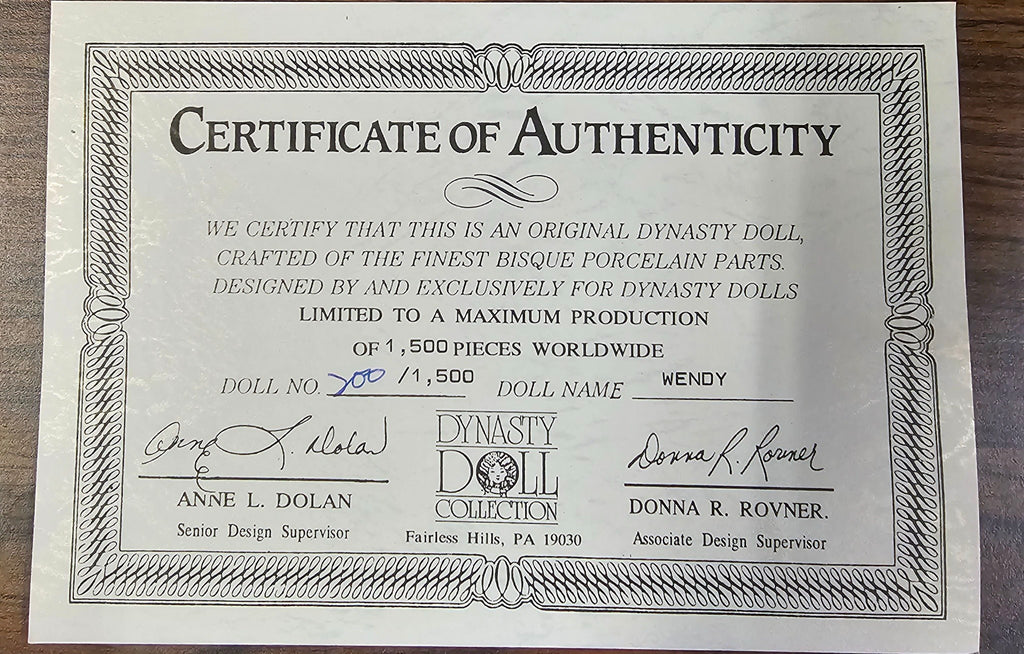 CERTIFICATE OF AUTHENTICITY
WE CERTIFY THAT THIS IS AN ORIGINAL DYNASTY DOLL,
CRAFTED OF THE FINEST BISQUE PORCELAIN PARTS.
DESIGNED BY AND EXCLUSIVELY FOR DYNASTY DOLLS
LIMITED TO A MAXIMUM PRODUCTION
OF 1,500 PIECES WORLDWIDE
DOLL NO. 200 /1,500 DOLL NAME WENDY
Anne L. Dolan
DYNASTY
DOLL
COLLECTION
Donna R. Rovner
ANNE L. DOLAN
Senior Design Supervisor
Fairless Hills, PA 19030
DONNA R. ROVNER.
Associate Design Supervisor